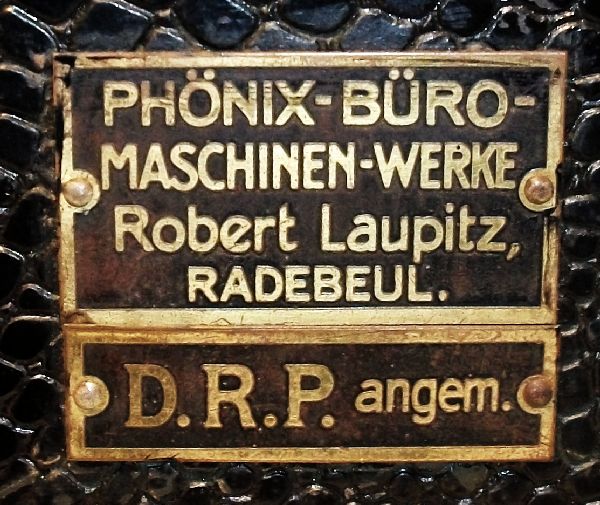 PHÖNIX-BÜRO-
MASCHINEN-WERKE
Robert Laupitz,
RADEBEUL.
D.R.P. angem.